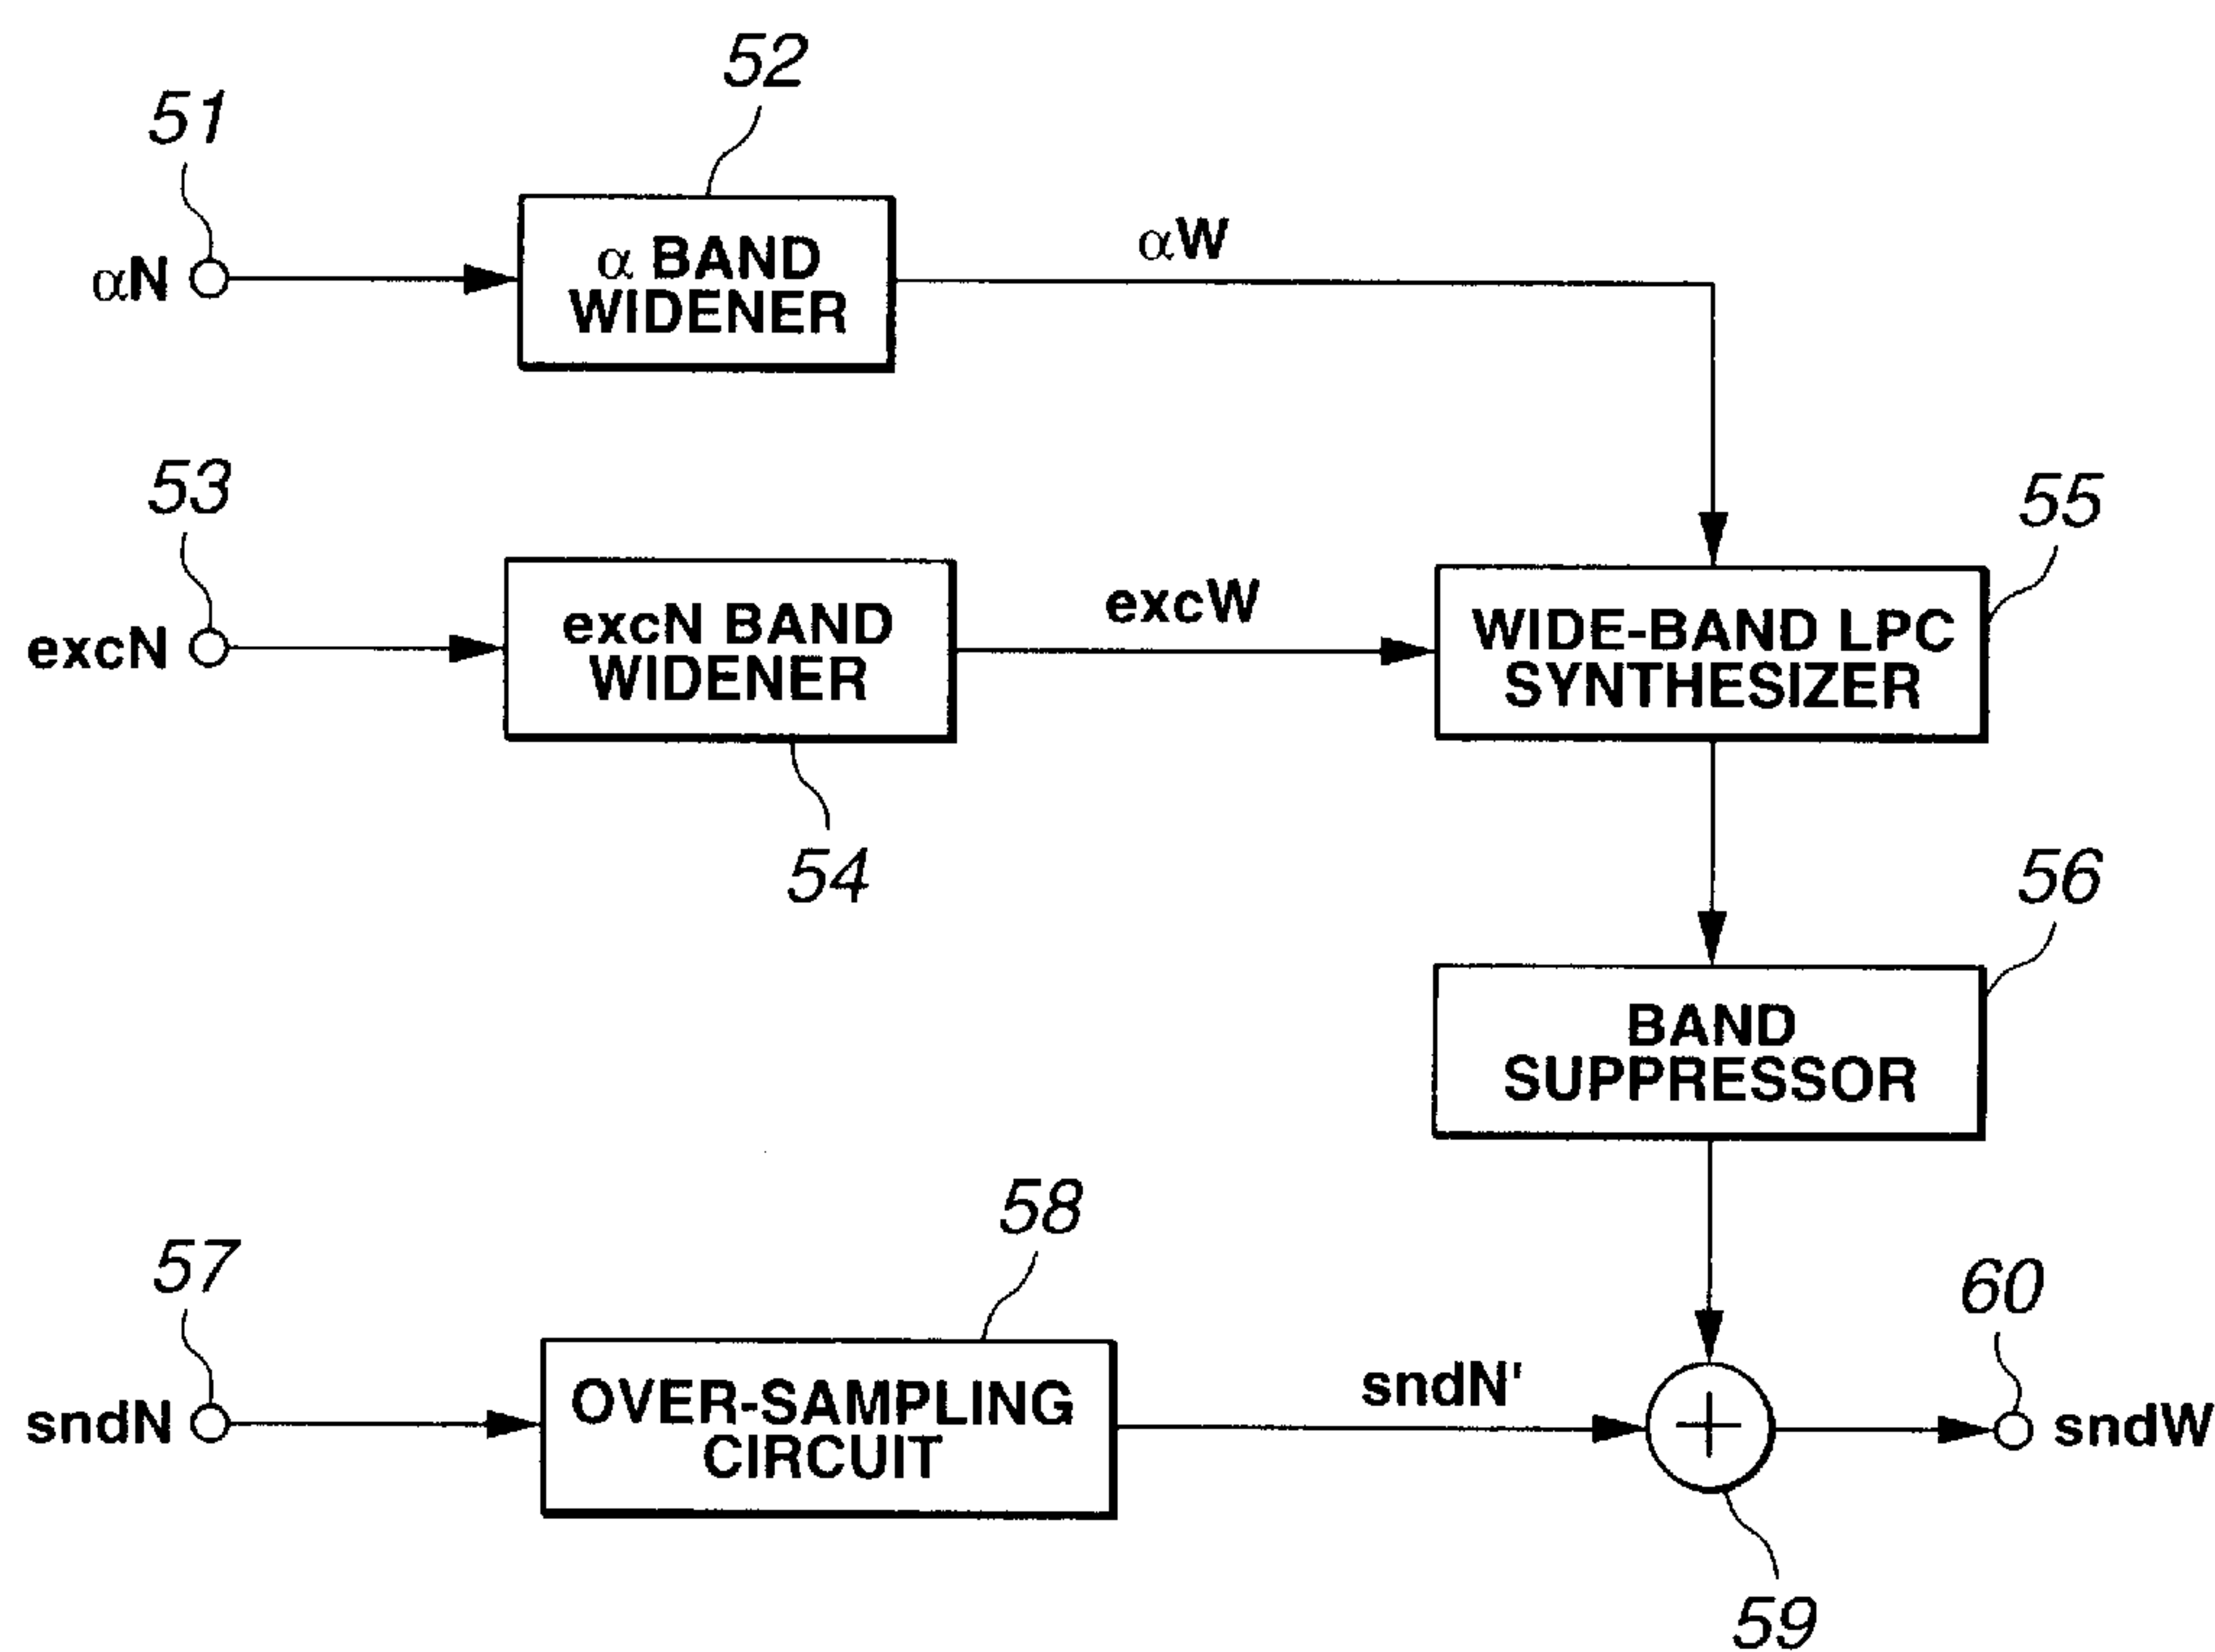 52
51
αN
α BAND
WIDENER
αW
53
excN
excN BAND
WIDENER
excW
54
55
WIDE-BAND LPC
SYNTHESIZER
56
BAND
SUPPRESSOR
57
sndN
58
OVER-SAMPLING
CIRCUIT
sndN'
+
60
sndW
59